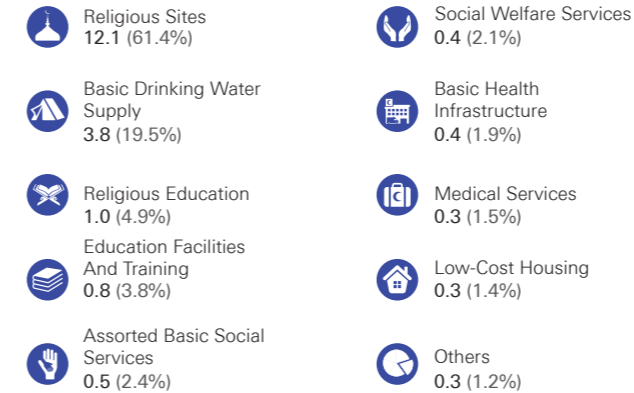 Religious Sites
12.1 (61.4%)
Basic Drinking Water
Supply
3.8 (19.5%)
Religious Education
1.0 (4.9%)
Education Facilities
And Training
0.8 (3.8%)
Assorted Basic Social
Services
0.5 (2.4%)
Social Welfare Services
0.4 (2.1%)
Basic Health
Infrastructure
0.4 (1.9%)
Medical Services
0.3 (1.5%)
Low-Cost Housing
0.3 (1.4%)
Others
0.3 (1.2%)